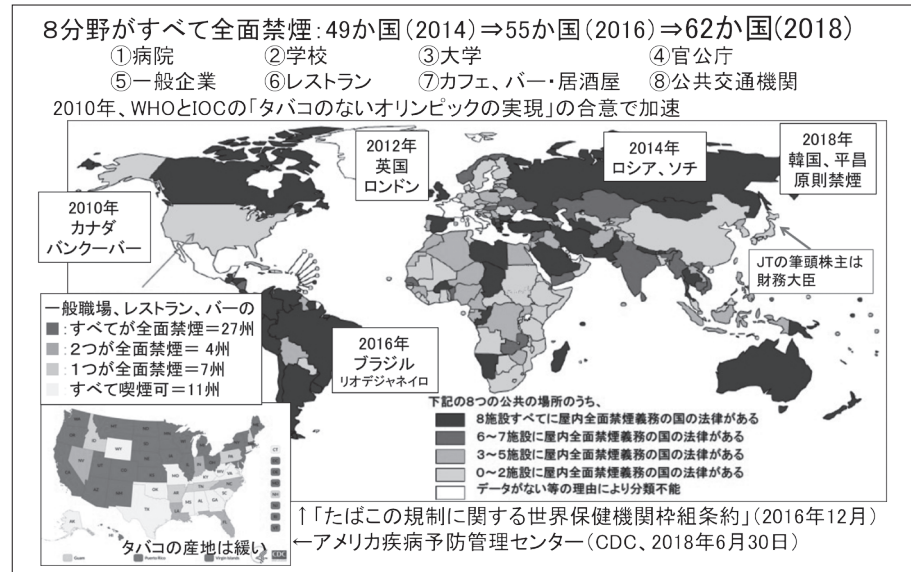 8分野がすべて全面禁煙：49か国（2014）⇒55か国（2016）⇒62か国（2018）
①病院 ②学校 ③大学 ④官公庁
⑤一般企業 ⑥レストラン ⑦カフェ、バー・居酒屋 ⑧公共交通機関
2010年、WHOとIOCの「タバコのないオリンピックの実現」の合意で加速
2012年
英国
ロンドン
2014年
ロシア、ソチ
2018年
韓国、平昌
原則禁煙
2010年
カナダ
バンクーバー
JTの筆頭株主は
財務大臣
一般職場、レストラン、バーの
：すべてが全面禁煙＝27州
：2つが全面禁煙＝ 4州
：1つが全面禁煙＝7州
：すべて喫煙可＝11州
2016年
ブラジル
リオデジャネイロ
下記の8つの公共の場所のうち、
8施設すべてに屋内全面禁煙義務の国の法律がある
6～7施設に屋内全面禁煙義務の国の法律がある
3～5施設に屋内全面禁煙義務の国の法律がある
0～2施設に屋内全面禁煙義務の国の法律がある
データがない等の理由により分類不能
タバコの産地は緩い
Guam Puerto Rico Virgin Islands
CDC
↑「たばこの規制に関する世界保健機関枠組条約」（2016年12月）
←アメリカ疾病予防管理センター（CDC、2018年6月30日）